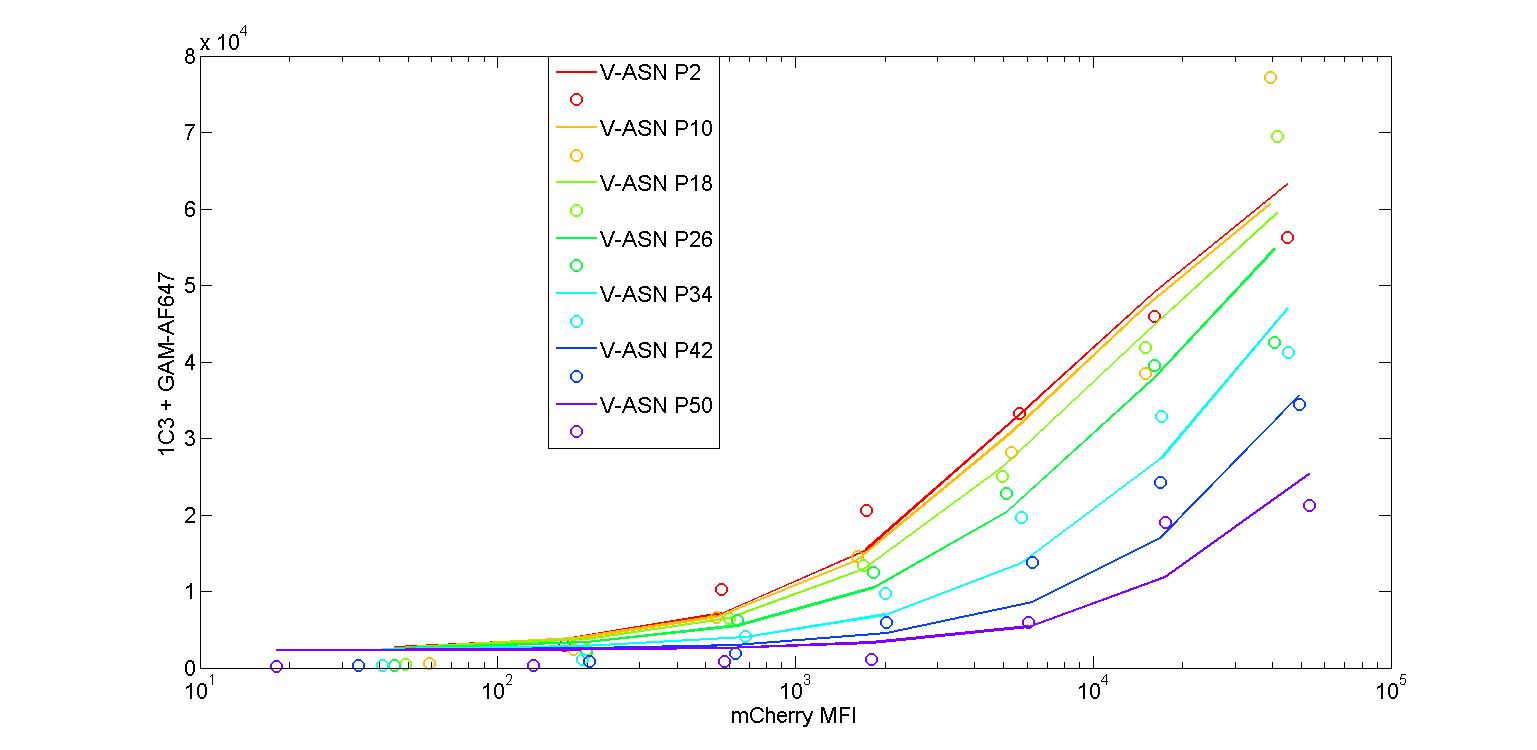 x 10^4
8
7
6
5
4
3
2
1
0
1C3 + GAM-AF647
V-ASN P2
V-ASN P10
V-ASN P18
V-ASN P26
V-ASN P34
V-ASN P42
V-ASN P50
10^1 10^2 10^3 10^4 10^5
mCherry MFI